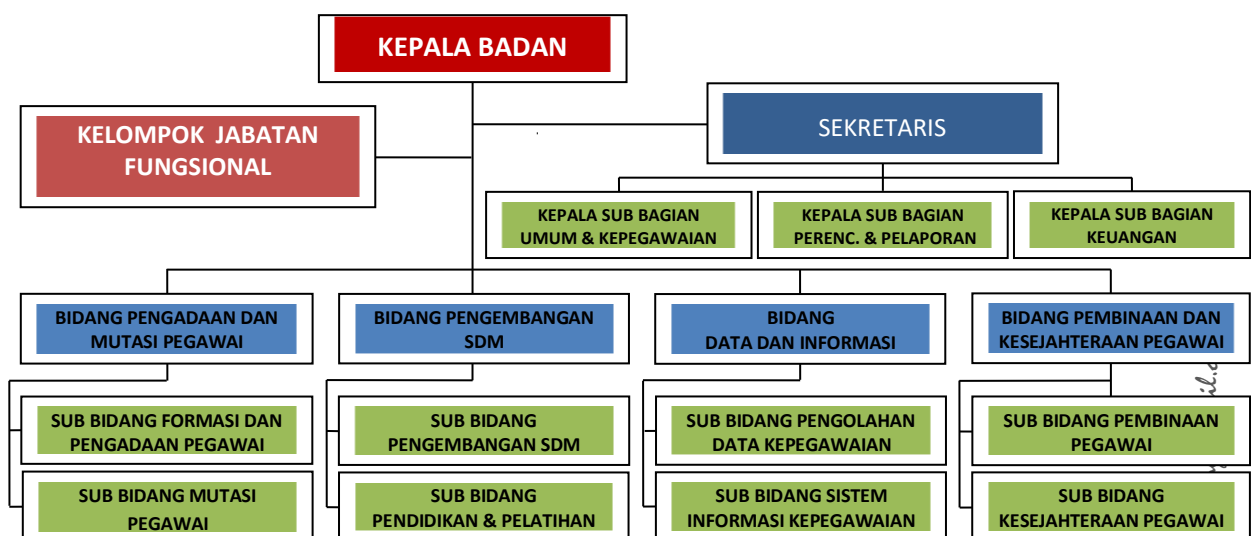 KEPALA BADAN
KELOMPOK JABATAN
FUNGSIONAL
SEKRETARIS
KEPALA SUB BAGIAN
UMUM & KEPEGAWAIAN
KEPALA SUB BAGIAN
PERENC. & PELAPORAN
KEPALA SUB BAGIAN
KEUANGAN
BIDANG PENGADAAN DAN
MUTASI PEGAWAI
BIDANG PENGEMBANGAN
SDM
BIDANG
DATA DAN INFORMASI
BIDANG PEMBINAAN DAN
KESEJAHTERAAN PEGAWAI
SUB BIDANG FORMASI DAN
PENGADAAN PEGAWAI
SUB BIDANG
PENGEMBANGAN SDM
SUB BIDANG PENGOLAHAN
DATA KEPEGAWAIAN
SUB BIDANG PEMBINAAN
PEGAWAI
SUB BIDANG MUTASI
PEGAWAI
SUB BIDANG
PENDIDIKAN & PELATIHAN
SUB BIDANG SISTEM
INFORMASI KEPEGAWAIAN
SUB BIDANG
KESEJAHTERAAN PEGAWAI